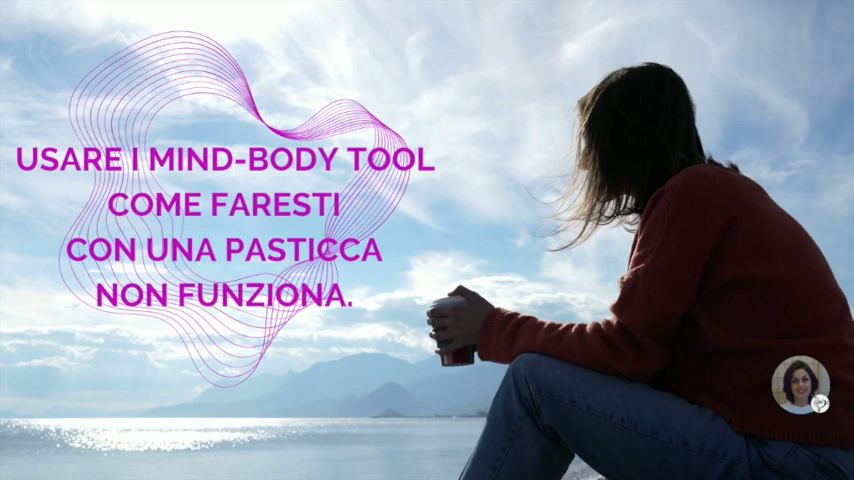 USARE I MIND-BODY TOOL
COME FARESTI
CON UNA PASTICCA
NON FUNZIONA.